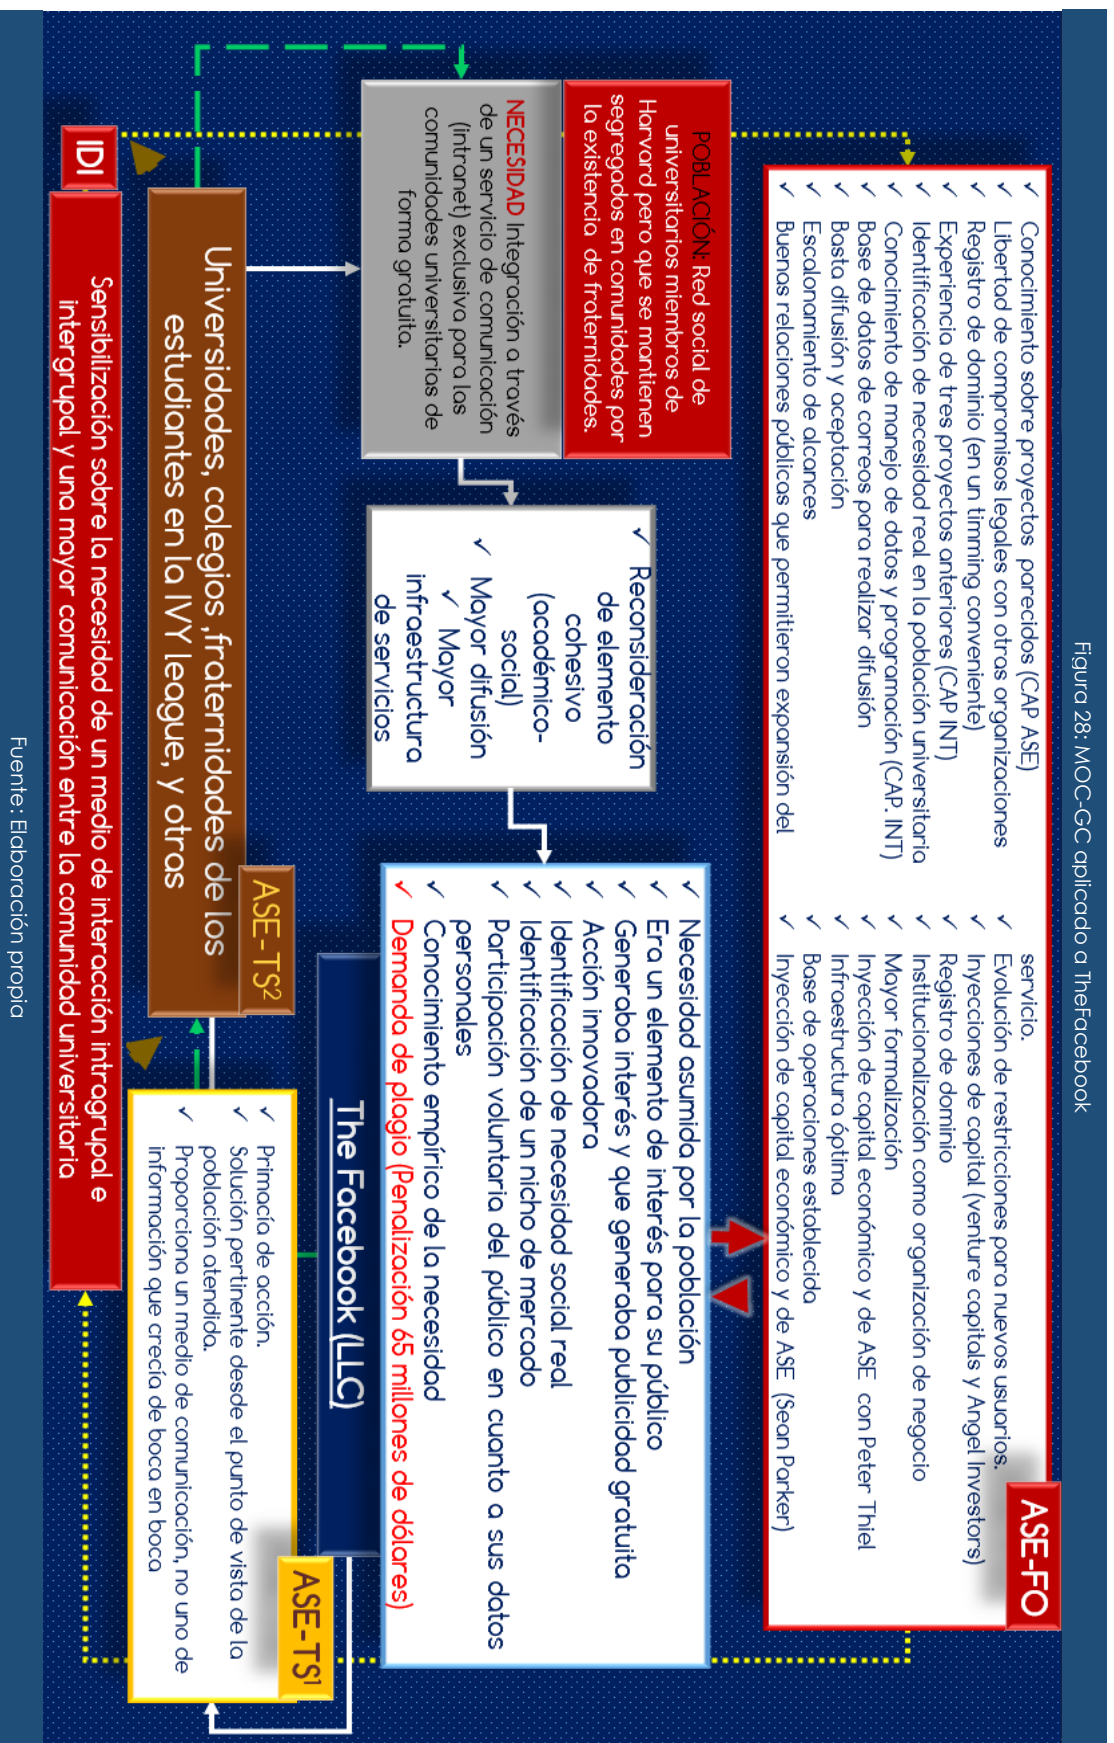 Figura 28: MOC-GC aplicado a TheFacebook
ASE-FO
✓ Conocimiento sobre proyectos parecidos (CAP ASE)
✓ Libertad de compromisos legales con otras organizaciones
✓ Registro de dominio (en un timming conveniente)
✓ Experiencia de tres proyectos anteriores (CAP INT)
✓ Identificación de necesidad real en la población universitaria
✓ Conocimiento de manejo de datos y programación (CAP. INT)
✓ Base de datos de correos para realizar difusión
✓ Basta difusión y aceptación
✓ Escalonamiento de alcances
✓ Buenas relaciones públicas que permitieron expansión del
servicio.
✓ Evolución de restricciones para nuevos usuarios.
✓ Inyecciones de capital (venture capitals y Angel Investors)
✓ Registro de dominio
✓ Institucionalización como organización de negocio
✓ Mayor formalización
✓ Inyección de capital económico y de ASE con Peter Thiel
✓ Infraestructura óptima
✓ Base de operaciones establecida
✓ Inyección de capital económico y de ASE (Sean Parker)
POBLACIÓN: Red social de
universitarios miembros de
Harvard pero que se mantienen
segregados en comunidades por
la existencia de fraternidades.
NECESIDAD Integración a través
de un servicio de comunicación
(intranet) exclusiva para las
comunidades universitarias de
forma gratuita.
✓ Reconsideración
de elemento
cohesivo
(académico-
social)
✓ Mayor difusión
✓ Mayor
infraestructura
de servicios
✓ Necesidad asumida por la población
✓ Era un elemento de interés para su público
✓ Generaba interés y que generaba publicidad gratuita
✓ Acción innovadora
✓ Identificación de necesidad social real
✓ Identificación de un nicho de mercado
✓ Participación voluntaria del público en cuanto a sus datos
personales
✓ Conocimiento empírico de la necesidad
✓ Demanda de plagio (Penalización 65 millones de dólares)
The Facebook (LLC)
ASE-TS2
Universidades, colegios ,fraternidades de los
estudiantes en la IVY league, y otras
ASE-TS1
✓ Primacía de acción.
✓ Solución pertinente desde el punto de vista de la
población atendida.
✓ Proporciona un medio de comunicación, no uno de
información que crecía de boca en boca
IDI
Sensibilización sobre la necesidad de un medio de interacción intragrupal e
intergrupal y una mayor comunicación entre la comunidad universitaria
Fuente: Elaboración propia